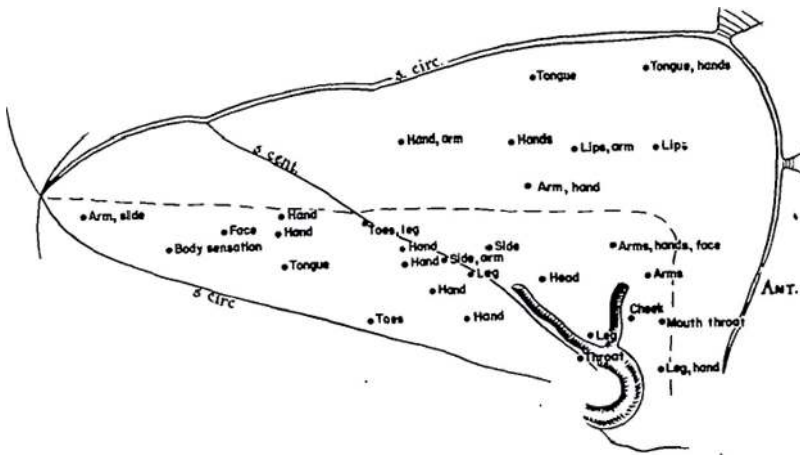 s. circ.
Tongue
Tongue, hands
s. cent.
Hand, arm
Hands
Lips, arm
Lips
Arm, hand
Arm, side
Face
Hand
Hand
Toes, leg
Body sensation
Tongue
Hand
Hand
Side, arm
Side
Leg
Head
Arms, hands, face
Arms
ANT.
s circ
Hand
Toes
Hand
Cheek
Mouth throat
Leg
Throat
Leg, hand